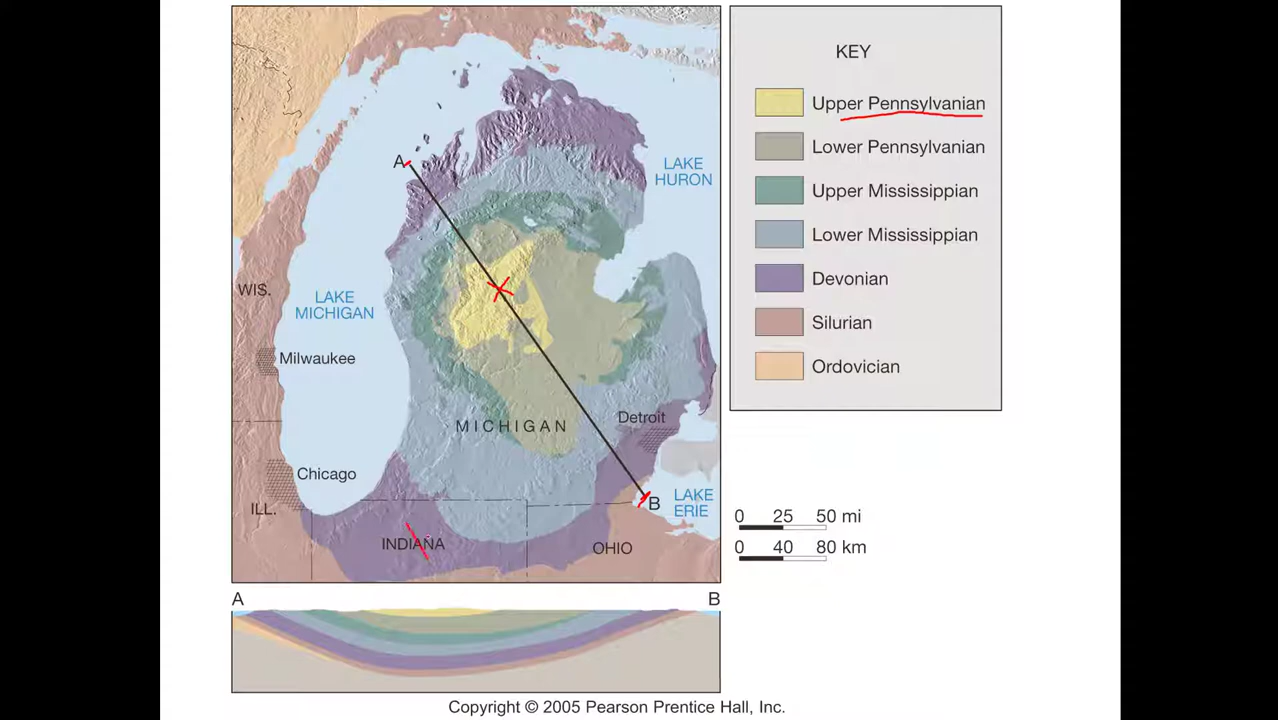 KEY
Upper Pennsylvanian
Lower Pennsylvanian
Upper Mississippian
Lower Mississippian
Devonian
Silurian
Ordovician
A
LAKE
HURON
WIS.
LAKE
MICHIGAN
Milwaukee
MICHIGAN
Detroit
Chicago
ILL.
B
LAKE
ERIE
INDIANA
OHIO
0 25 50 mi
0 40 80 km
A B
Copyright © 2005 Pearson Prentice Hall, Inc.